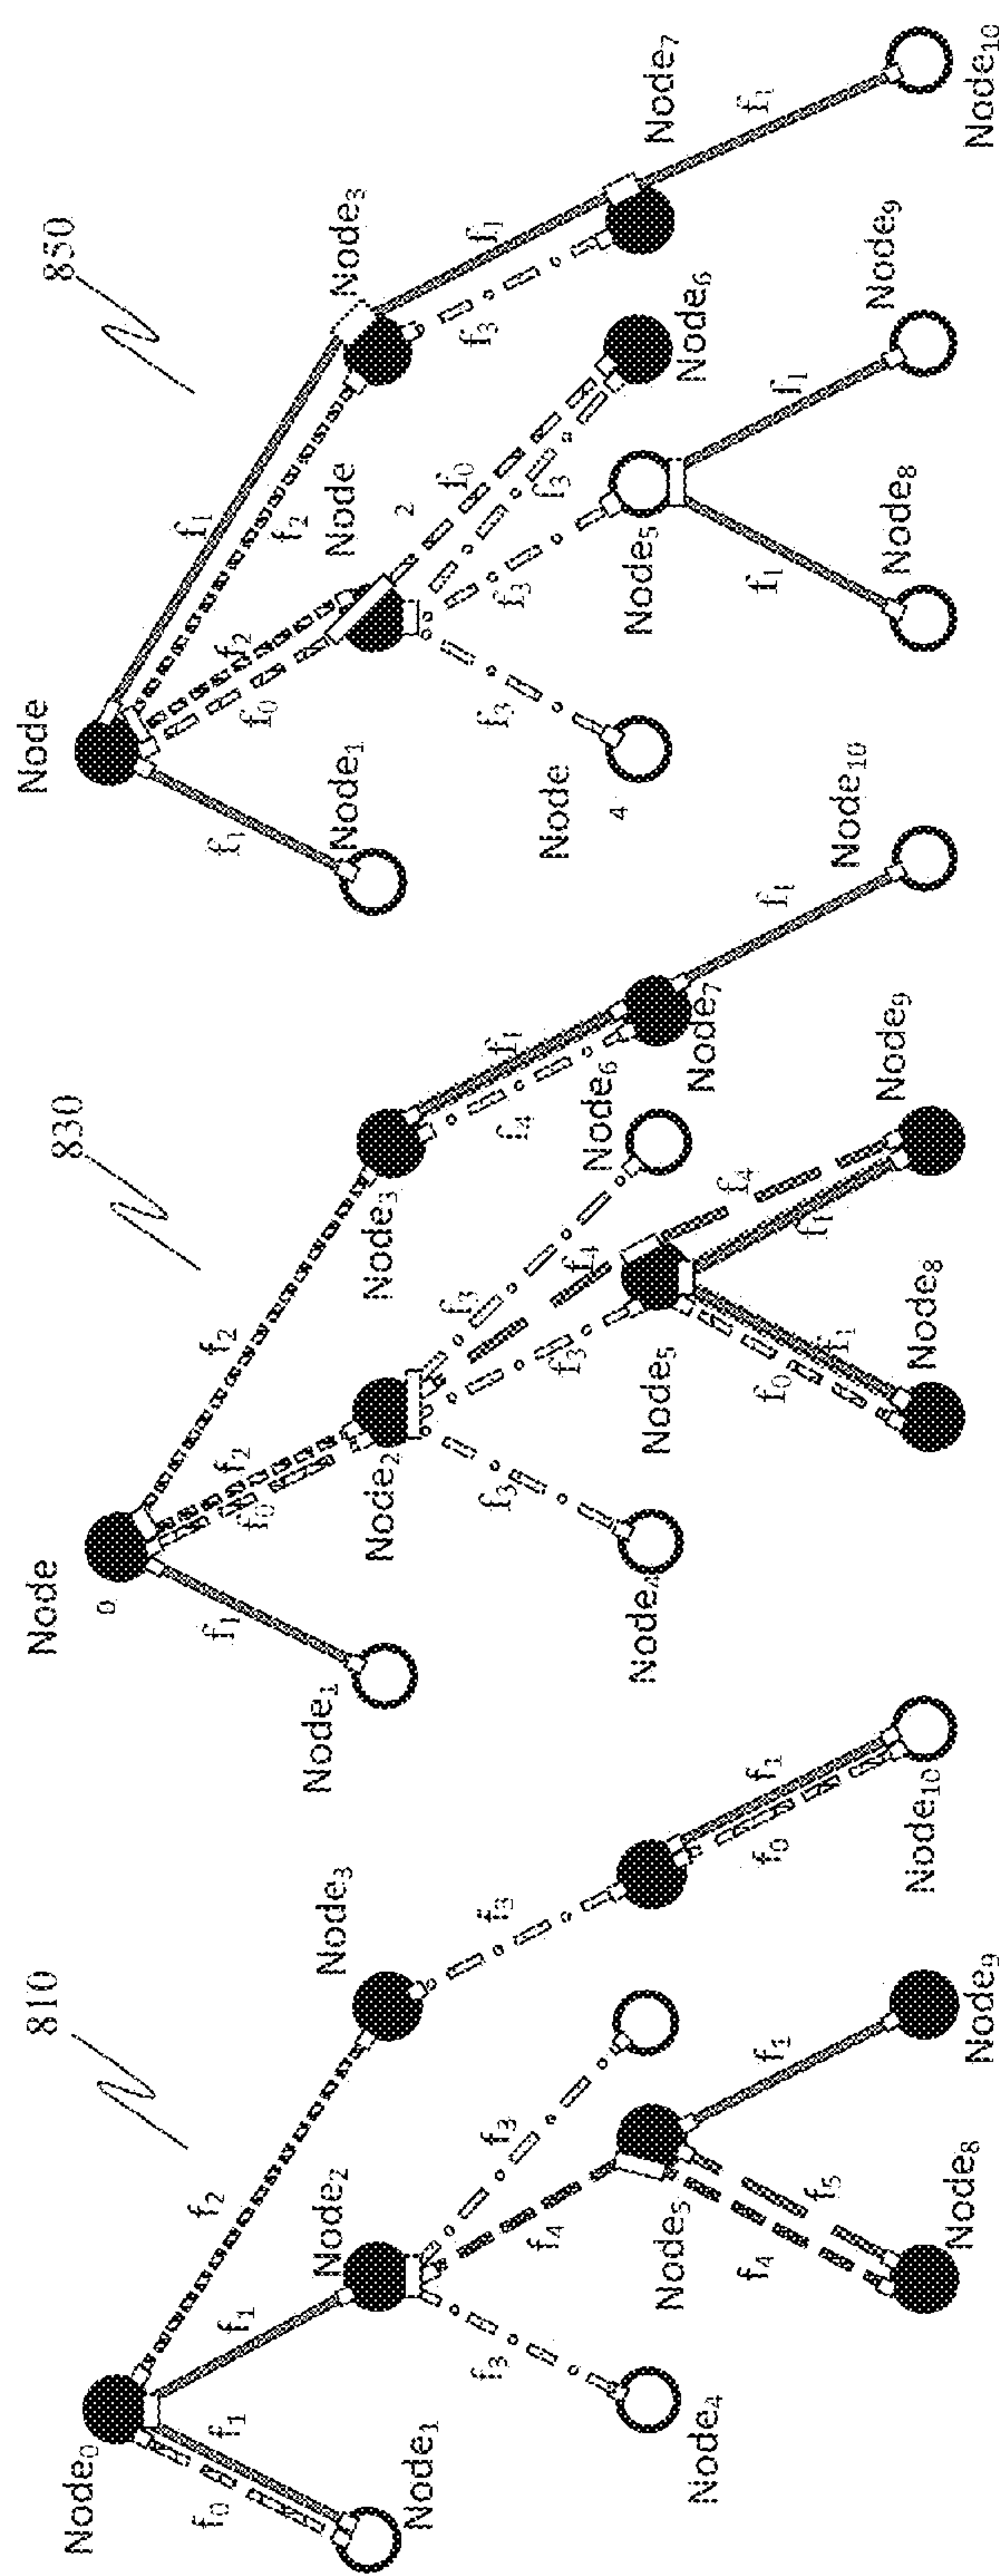 810
Node₀
f₀
f₁
Node₁
f₁
f₂
Node₂
Node₃
f₃
f₄
f₃
f₃
Node₄
Node₅
f₄
f₅
f₁
f₀
f₁
Node₈
Node₉
Node₁₀
830
Node
0
f₁
f₀
f₂
f₂
Node₁
Node₂
Node₃
f₃
f₃
f₄
f₃
f₄
f₁
Node₄
Node₅
Node₆
Node₇
f₀
f₁
f₁
f₄
f₁
Node₈
Node₉
Node₁₀
850
Node
f₁
f₀
f₂
f₂
f₁
Node₁
Node
2
Node₃
f₃
f₃
f₃
f₀
f₃
f₁
Node
4
Node₅
Node₆
Node₇
f₁
f₁
f₁
Node₈
Node₉
Node₁₀